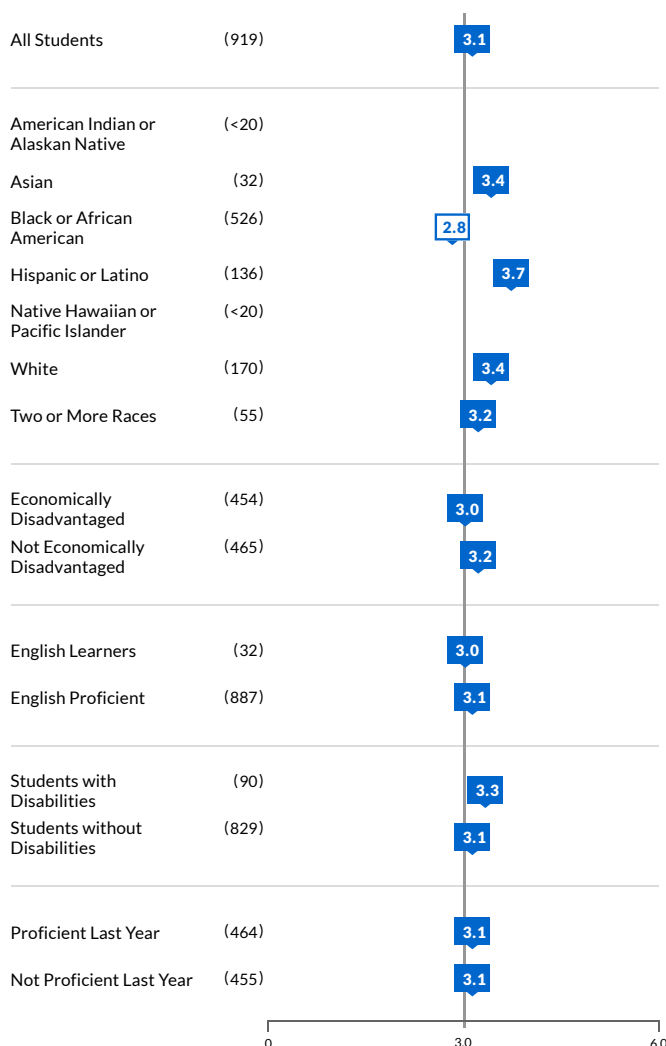 All Students (919) 3.1
American Indian or (<20)
Alaskan Native
Asian (32) 3.4
Black or African (526) 2.8
American
Hispanic or Latino (136) 3.7
Native Hawaiian or (<20)
Pacific Islander
White (170) 3.4
Two or More Races (55) 3.2
Economically (454) 3.0
Disadvantaged
Not Economically (465) 3.2
Disadvantaged
English Learners (32) 3.0
English Proficient (887) 3.1
Students with (90) 3.3
Disabilities
Students without (829) 3.1
Disabilities
Proficient Last Year (464) 3.1
Not Proficient Last Year (455) 3.1
0 3.0 6.0